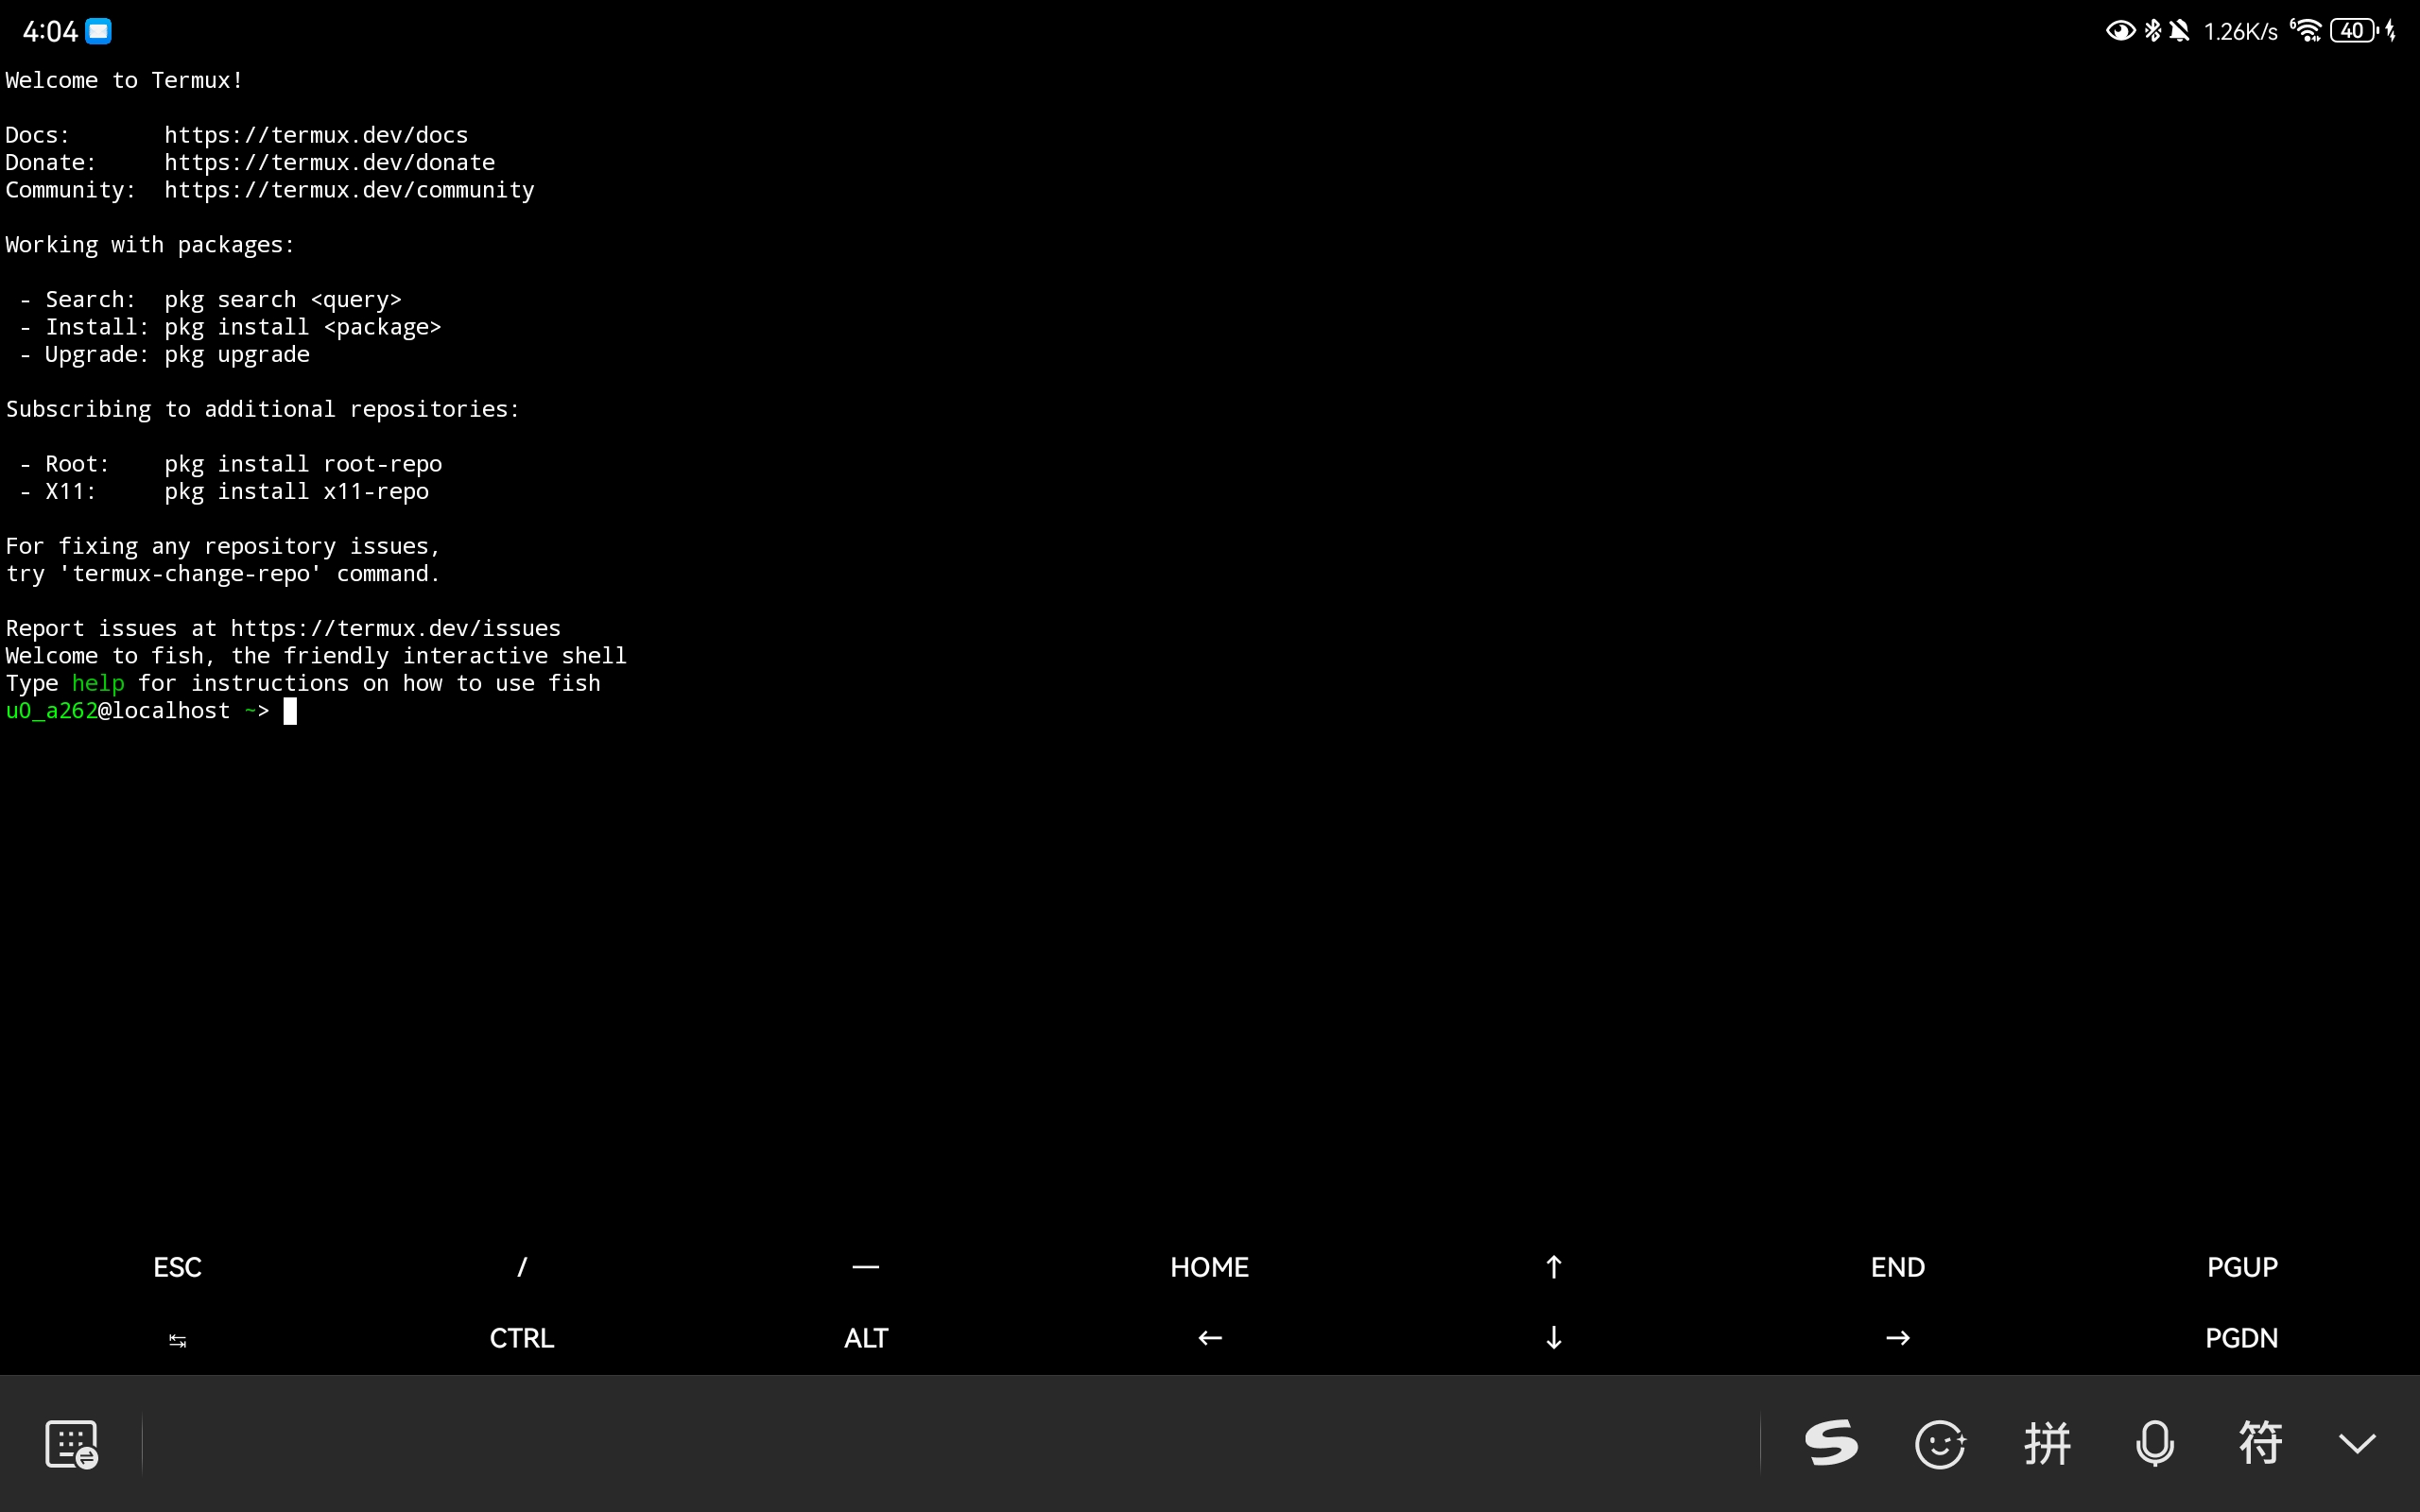 4:04 1.26K/s 6 40
Welcome to Termux!
Docs: https://termux.dev/docs
Donate: https://termux.dev/donate
Community: https://termux.dev/community
Working with packages:
- Search: pkg search <query>
- Install: pkg install <package>
- Upgrade: pkg upgrade
Subscribing to additional repositories:
- Root: pkg install root-repo
- X11: pkg install x11-repo
For fixing any repository issues,
try 'termux-change-repo' command.
Report issues at https://termux.dev/issues
Welcome to fish, the friendly interactive shell
Type help for instructions on how to use fish
u0_a262@localhost ~>
ESC / — HOME ↑ END PGUP
↹ CTRL ALT ← ↓ → PGDN
S 拼 符